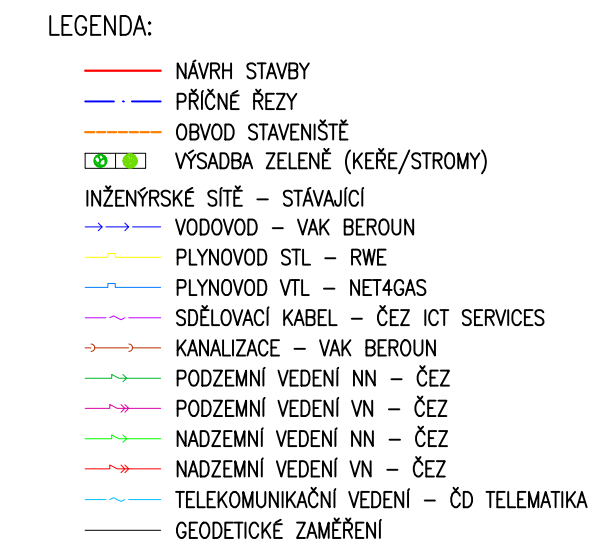 LEGENDA:
NÁVRH STAVBY
PŘÍČNÉ ŘEZY
OBVOD STAVENIŠTĚ
VÝSADBA ZELENĚ (KEŘE/STROMY)
INŽENÝRSKÉ SÍTĚ – STÁVAJÍCÍ
VODOVOD – VAK BEROUN
PLYNOVOD STL – RWE
PLYNOVOD VTL – NET4GAS
SDĚLOVACÍ KABEL – ČEZ ICT SERVICES
KANALIZACE – VAK BEROUN
PODZEMNÍ VEDENÍ NN – ČEZ
PODZEMNÍ VEDENÍ VN – ČEZ
NADZEMNÍ VEDENÍ NN – ČEZ
NADZEMNÍ VEDENÍ VN – ČEZ
TELEKOMUNIKAČNÍ VEDENÍ – ČD TELEMATIKA
GEODETICKÉ ZAMĚŘENÍ